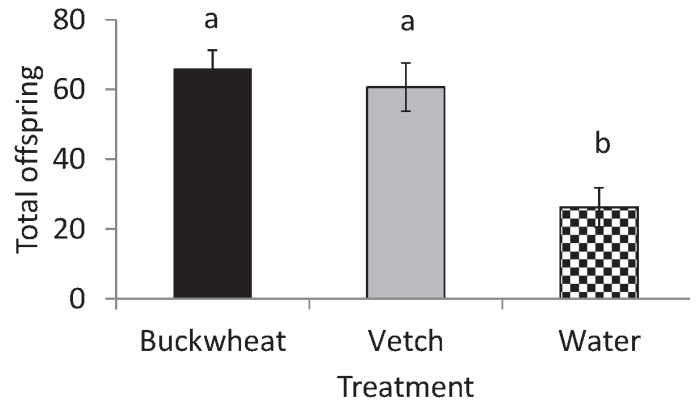 Total offspring
80
60
40
20
0
a
a
b
Buckwheat
Vetch
Water
Treatment